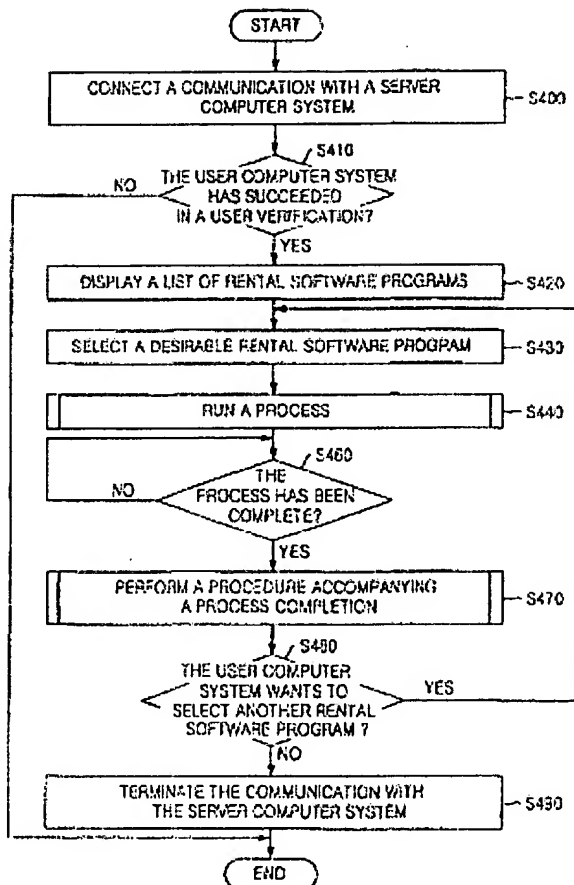 START
CONNECT A COMMUNICATION WITH A SERVER
COMPUTER SYSTEM
S400
S410
THE USER COMPUTER SYSTEM
HAS SUCCEEDED
IN A USER VERIFICATION?
NO
YES
DISPLAY A LIST OF RENTAL SOFTWARE PROGRAMS
S420
SELECT A DESIRABLE RENTAL SOFTWARE PROGRAM
S430
RUN A PROCESS
S440
S460
THE
PROCESS HAS BEEN
COMPLETE?
NO
YES
PERFORM A PROCEDURE ACCOMPANYING
A PROCESS COMPLETION
S470
S480
THE USER COMPUTER
SYSTEM WANTS TO
SELECT ANOTHER RENTAL
SOFTWARE PROGRAM ?
YES
NO
TERMINATE THE COMMUNICATION WITH
THE SERVER COMPUTER SYSTEM
S490
END